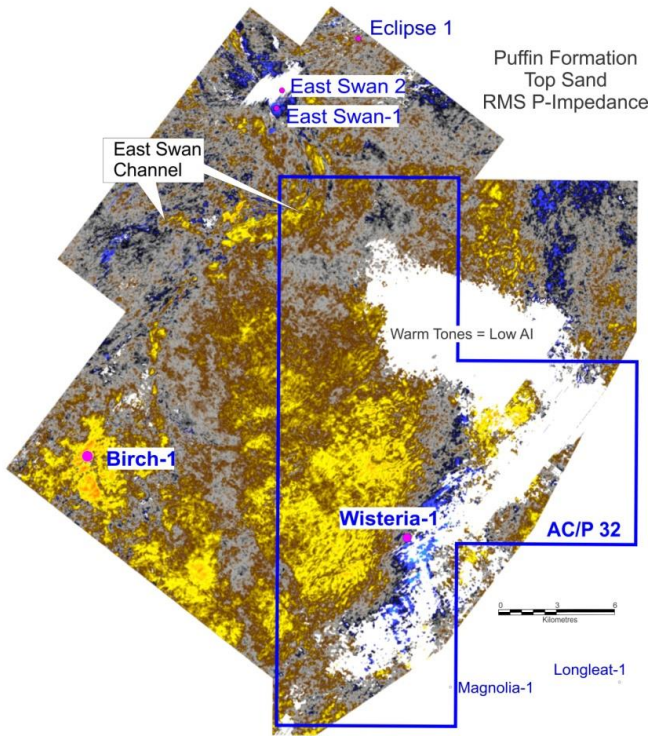 Eclipse 1
Puffin Formation
Top Sand
RMS P-Impedance
East Swan 2
East Swan-1
East Swan
Channel
Warm Tones = Low AI
Birch-1
Wisteria-1
AC/P 32
0 3 6
Kilometres
Longleat-1
Magnolia-1